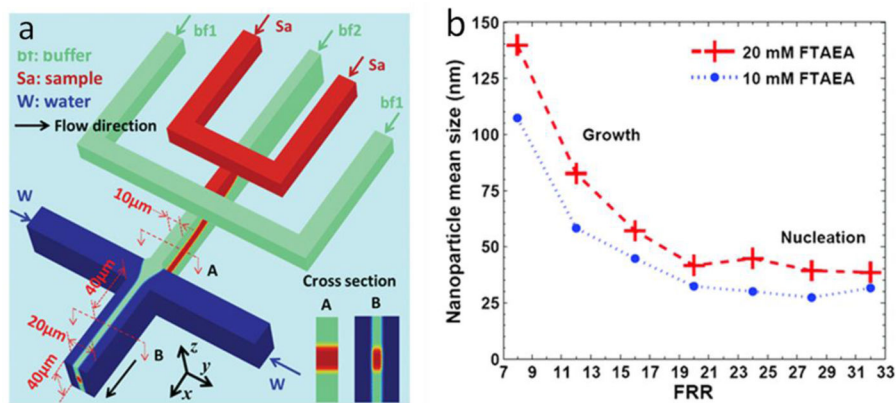 a
bf: buffer
Sa: sample
W: water
Flow direction
bf1
Sa
bf2
Sa
bf1
W
10μm
A
40μm
20μm
40μm
B
W
z
y
x
Cross section
A
B
b
Nanoparticle mean size (nm)
150
125
100
75
50
25
0
20 mM FTAEA
10 mM FTAEA
Growth
Nucleation
7 9 11 13 15 17 19 21 23 25 27 29 31 33
FRR